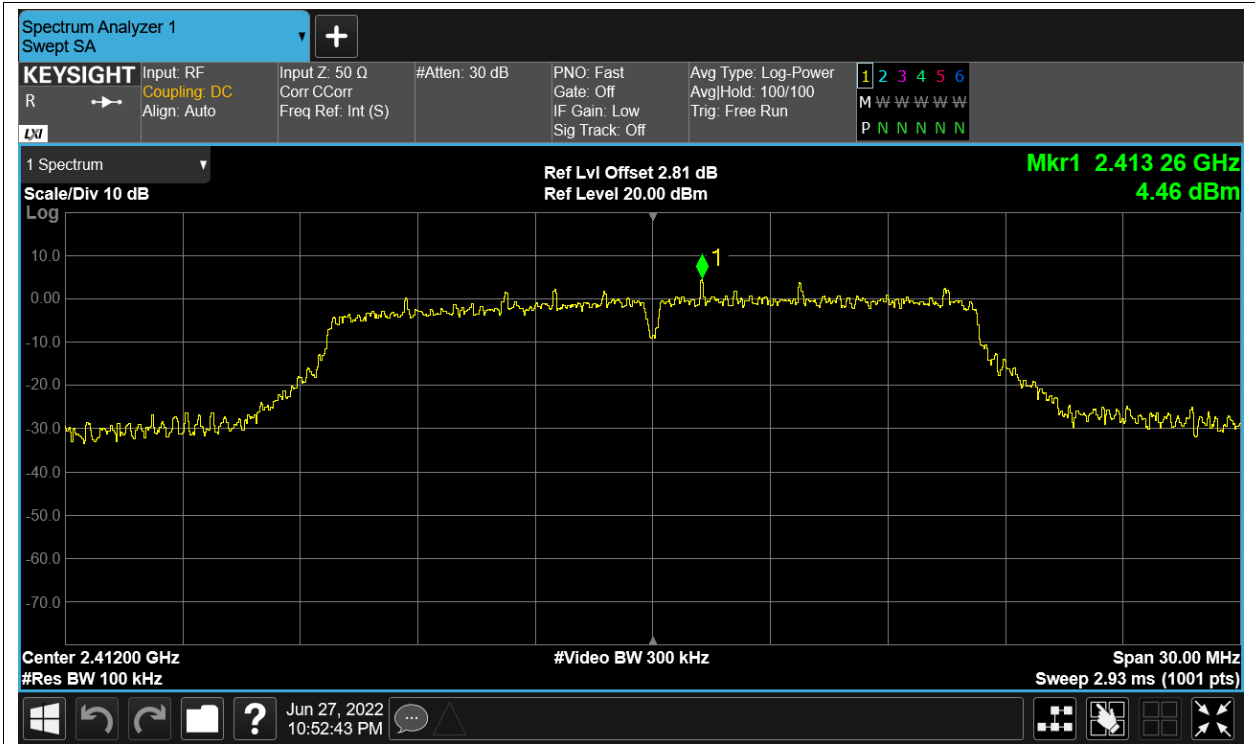 Spectrum Analyzer 1
Swept SA
KEYSIGHT
R
LXI
Input: RF
Coupling: DC
Align: Auto
Input Z: 50 Ω
Corr CCorr
Freq Ref: Int (S)
#Atten: 30 dB
PNO: Fast
Gate: Off
IF Gain: Low
Sig Track: Off
Avg Type: Log-Power
Avg|Hold: 100/100
Trig: Free Run
1 2 3 4 5 6
M W W W W W
P N N N N N
1 Spectrum
Scale/Div 10 dB
Log
Ref Lvl Offset 2.81 dB
Ref Level 20.00 dBm
Mkr1 2.413 26 GHz
4.46 dBm
1
10.0
0.00
-10.0
-20.0
-30.0
-40.0
-50.0
-60.0
-70.0
Center 2.41200 GHz
#Res BW 100 kHz
#Video BW 300 kHz
Span 30.00 MHz
Sweep 2.93 ms (1001 pts)
?
Jun 27, 2022
10:52:43 PM